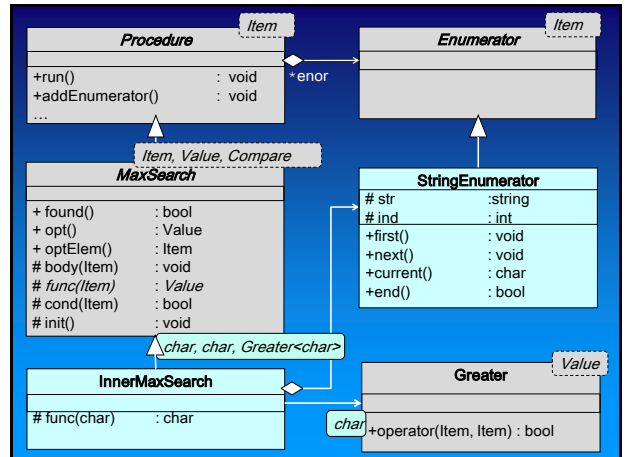 Item
Procedure
+run() : void
+addEnumerator() : void
...
*enor
Item
Enumerator
Item, Value, Compare
MaxSearch
+ found() : bool
+ opt() : Value
+ optElem() : Item
# body(Item) : void
# func(Item) : Value
# cond(Item) : bool
# init() : void
StringEnumerator
# str :string
# ind : int
+first() : void
+next() : void
+current() : char
+end() : bool
char, char, Greater<char>
InnerMaxSearch
# func(char) : char
Value
Greater
char
+operator(Item, Item) : bool